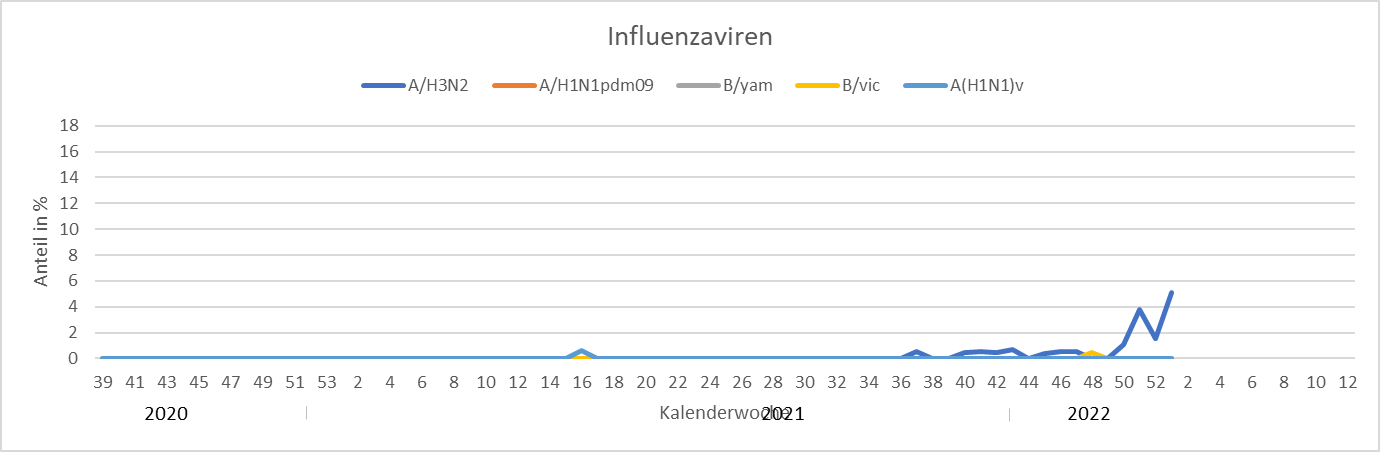 Influenzaviren
A/H3N2 A/H1N1pdm09 B/yam B/vic A(H1N1)v
Anteil in %
18
16
14
12
10
8
6
4
2
0
39 41 43 45 47 49 51 53 2 4 6 8 10 12 14 16 18 20 22 24 26 28 30 32 34 36 38 40 42 44 46 48 50 52 2 4 6 8 10 12
Kalenderwoche
2020 2021 2022